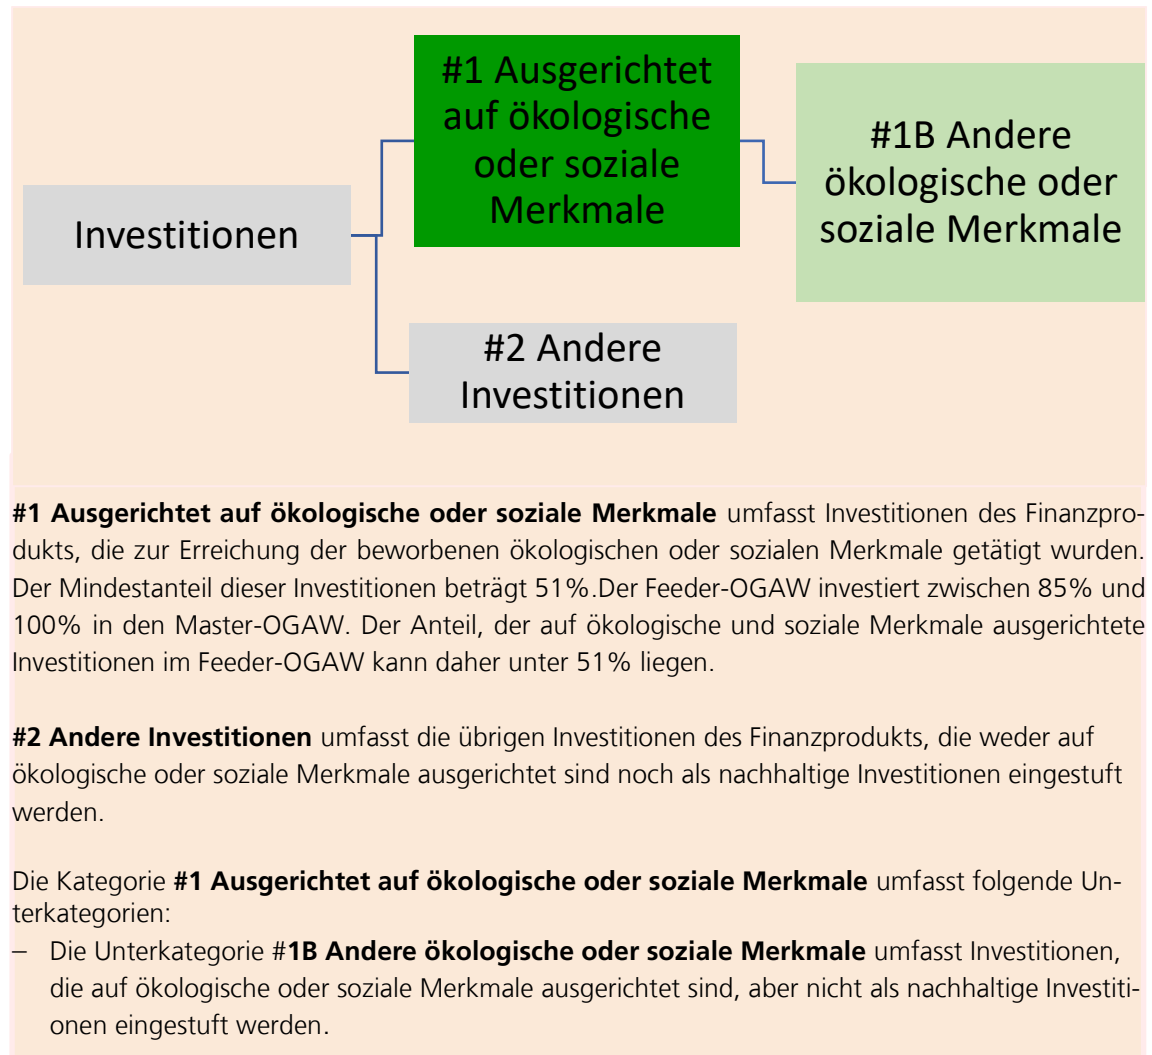 #1 Ausgerichtet
auf ökologische
oder soziale
Merkmale
#1B Andere
ökologische oder
soziale Merkmale
Investitionen
#2 Andere
Investitionen
#1 Ausgerichtet auf ökologische oder soziale Merkmale umfasst Investitionen des Finanzpro-
dukts, die zur Erreichung der beworbenen ökologischen oder sozialen Merkmale getätigt wurden.
Der Mindestanteil dieser Investitionen beträgt 51%.Der Feeder-OGAW investiert zwischen 85% und
100% in den Master-OGAW. Der Anteil, der auf ökologische und soziale Merkmale ausgerichtete
Investitionen im Feeder-OGAW kann daher unter 51% liegen.
#2 Andere Investitionen umfasst die übrigen Investitionen des Finanzprodukts, die weder auf
ökologische oder soziale Merkmale ausgerichtet sind noch als nachhaltige Investitionen eingestuft
werden.
Die Kategorie #1 Ausgerichtet auf ökologische oder soziale Merkmale umfasst folgende Un-
terkategorien:
– Die Unterkategorie #1B Andere ökologische oder soziale Merkmale umfasst Investitionen,
die auf ökologische oder soziale Merkmale ausgerichtet sind, aber nicht als nachhaltige Investiti-
onen eingestuft werden.